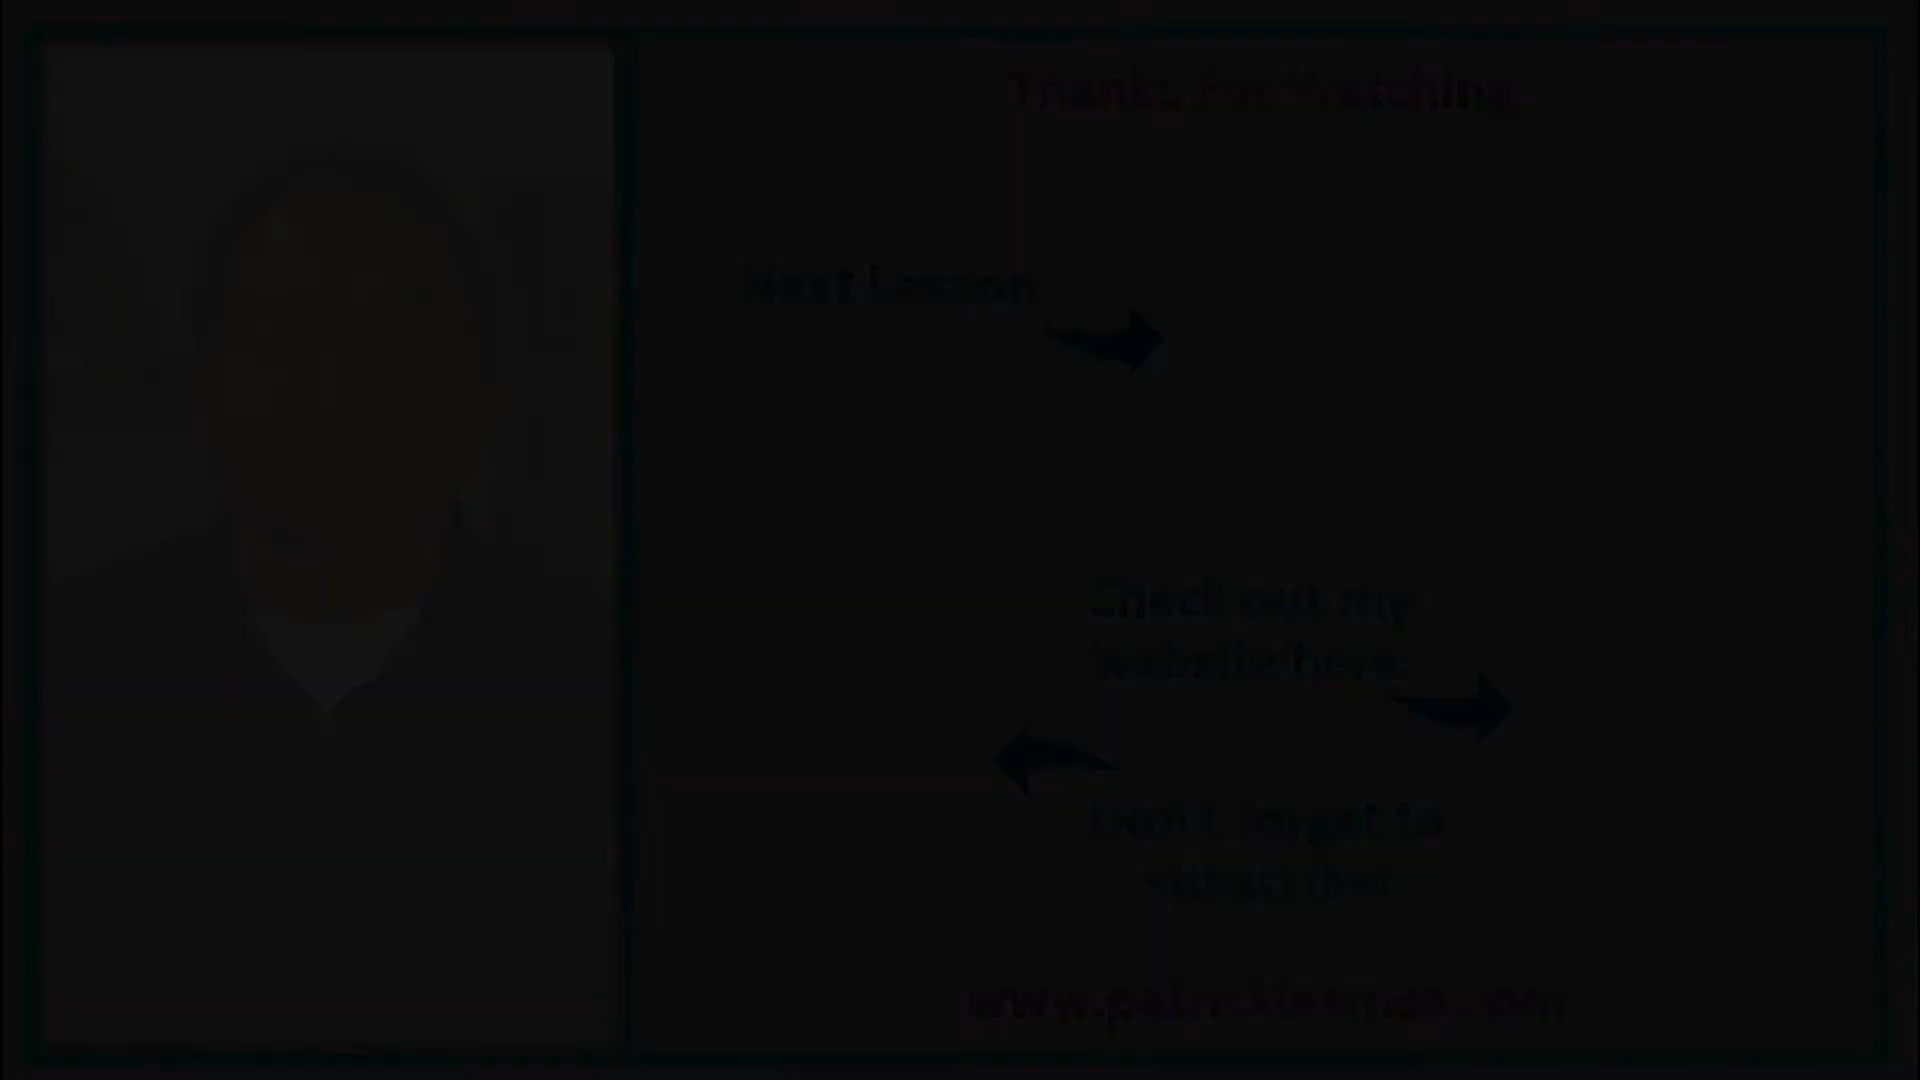 Thanks For Watching
Next Lesson
Check out my
website here
Don't forget to
subscribe!